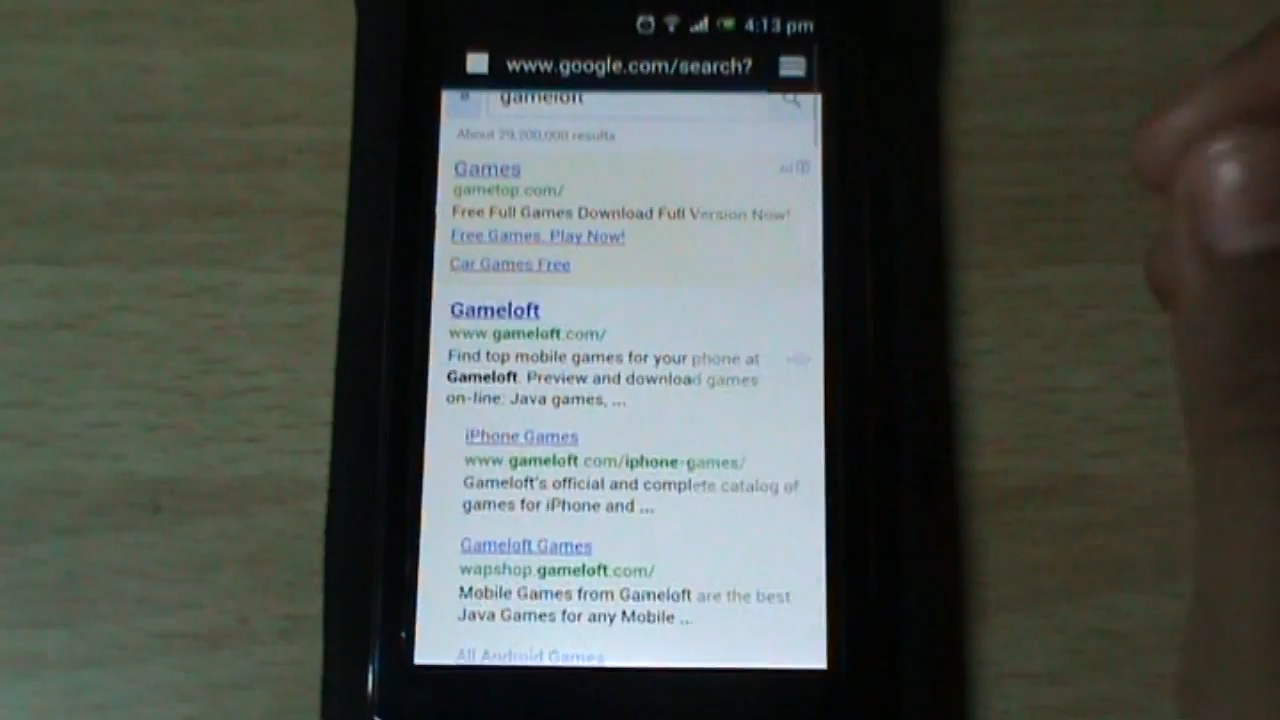 4:13 pm
www.google.com/search?
gameloft
About 29,200,000 results
Games
gametop.com/
Free Full Games Download Full Version Now!
Free Games, Play Now!
Car Games Free
Gameloft
www.gameloft.com/
Find top mobile games for your phone at
Gameloft. Preview and download games
on-line: Java games, ...
iPhone Games
www.gameloft.com/iphone-games/
Gameloft's official and complete catalog of
games for iPhone and ...
Gameloft Games
wapshop.gameloft.com/
Mobile Games from Gameloft are the best
Java Games for any Mobile ...
All Android Games